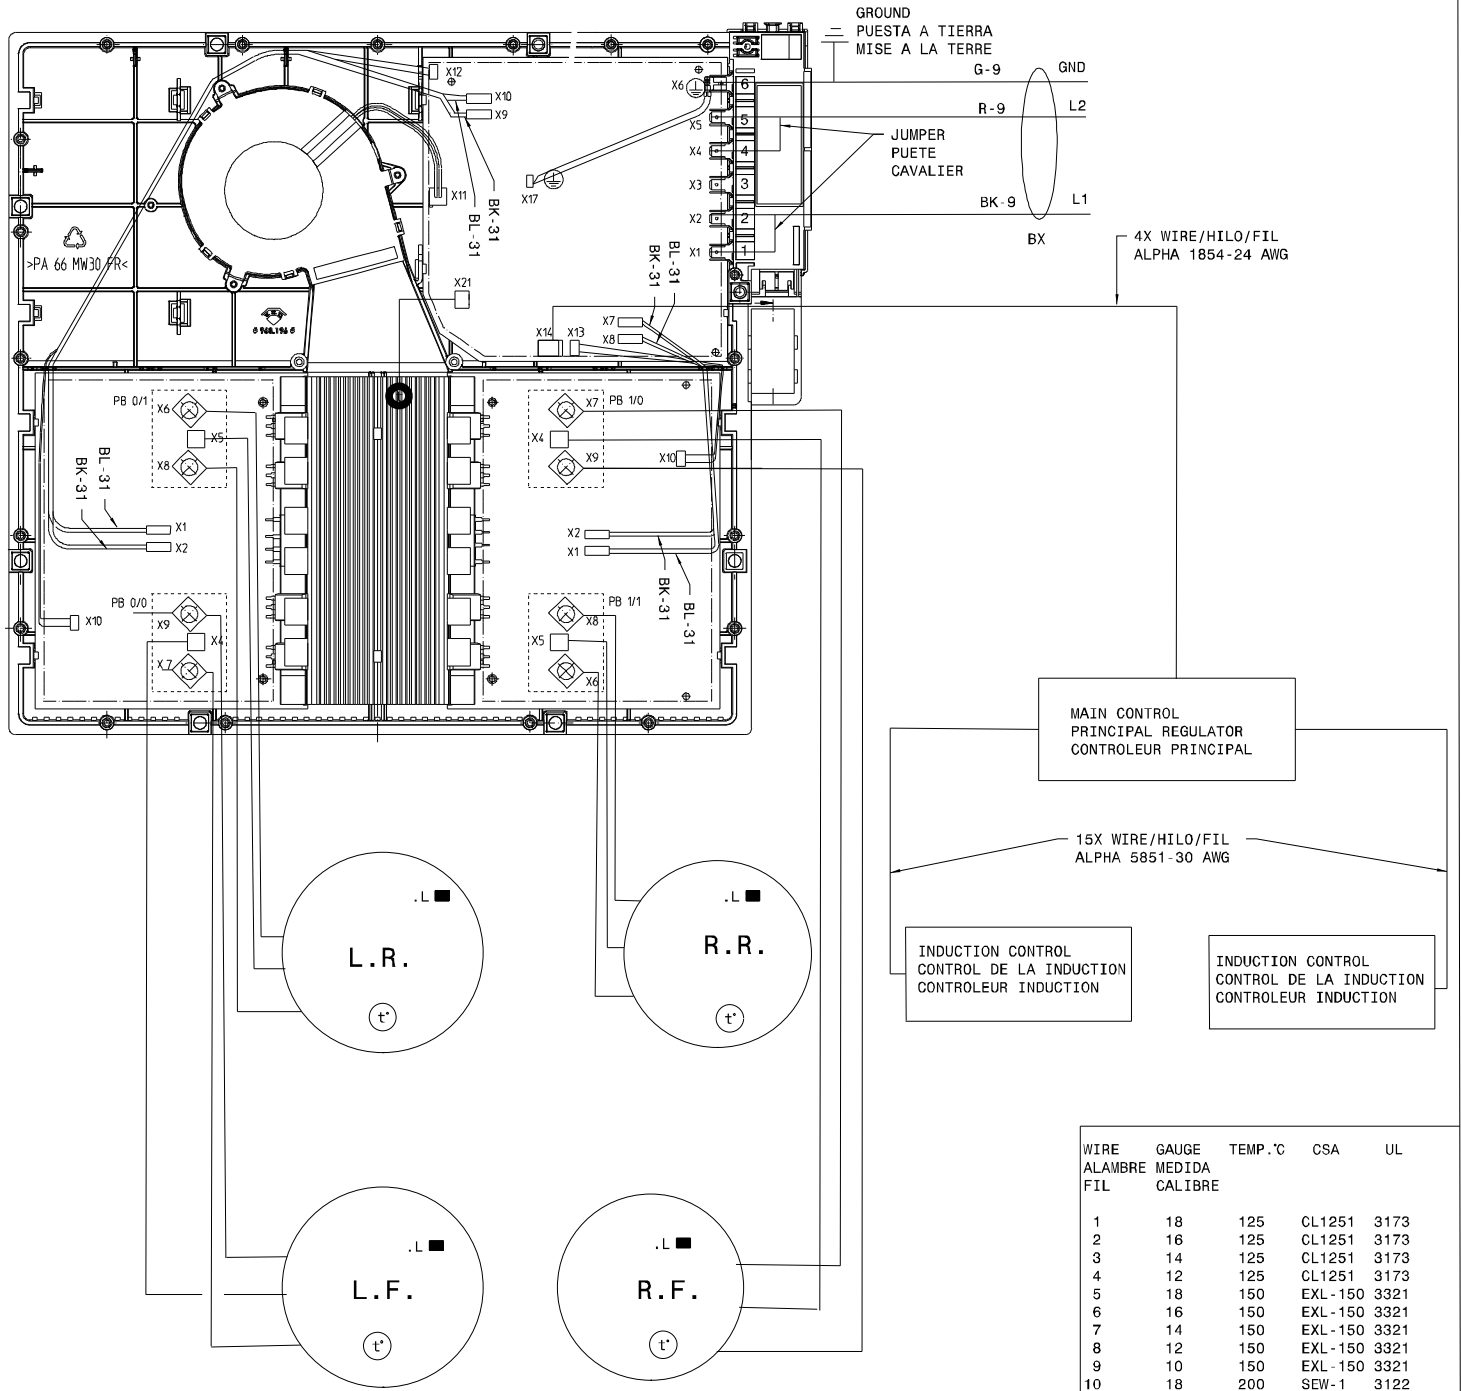 GROUND
PUESTA A TIERRA
MISE A LA TERRE
G-9
GND
R-9
L2
JUMPER
PUETE
CAVALIER
BK-9
L1
BX
4X WIRE/HILO/FIL
ALPHA 1854-24 AWG
X12
X10
X9
X6
X5
X4
X3
X2
X1
6
5
4
3
2
1
X11
X17
BK-31
BL-31
>PA 66 MW30 FR<
X21
BL-31
BK-31
X7
X8
X14
X13
PB 0/1
X6
X5
X8
BL-31
BK-31
X1
X2
X7
PB 1/0
X4
X9
X10
X2
X1
BK-31
BL-31
PB 0/0
X9
X4
X7
X10
PB 1/1
X8
X5
X6
MAIN CONTROL
PRINCIPAL REGULATOR
CONTROLEUR PRINCIPAL
15X WIRE/HILO/FIL
ALPHA 5851-30 AWG
INDUCTION CONTROL
CONTROL DE LA INDUCTION
CONTROLEUR INDUCTION
INDUCTION CONTROL
CONTROL DE LA INDUCTION
CONTROLEUR INDUCTION
.L
L.R.
t°
.L
R.R.
t°
.L
L.F.
t°
.L
R.F.
t°
WIRE GAUGE TEMP.°C CSA UL
ALAMBRE MEDIDA
FIL CALIBRE
1 18 125 CL1251 3173
2 16 125 CL1251 3173
3 14 125 CL1251 3173
4 12 125 CL1251 3173
5 18 150 EXL-150 3321
6 16 150 EXL-150 3321
7 14 150 EXL-150 3321
8 12 150 EXL-150 3321
9 10 150 EXL-150 3321
10 18 200 SEW-1 3122